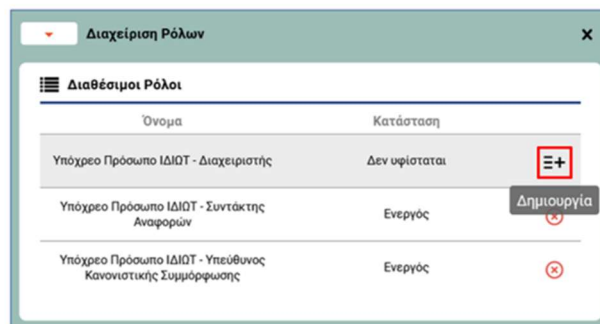 Διαχείριση Ρόλων
Διαθέσιμοι Ρόλοι
Όνομα Κατάσταση
Υπόχρεο Πρόσωπο ΙΔΙΩΤ - Διαχειριστής Δεν υφίσταται
Δημιουργία
Υπόχρεο Πρόσωπο ΙΔΙΩΤ - Συντάκτης
Αναφορών
Ενεργός
Υπόχρεο Πρόσωπο ΙΔΙΩΤ - Υπεύθυνος
Κανονιστικής Συμμόρφωσης
Ενεργός